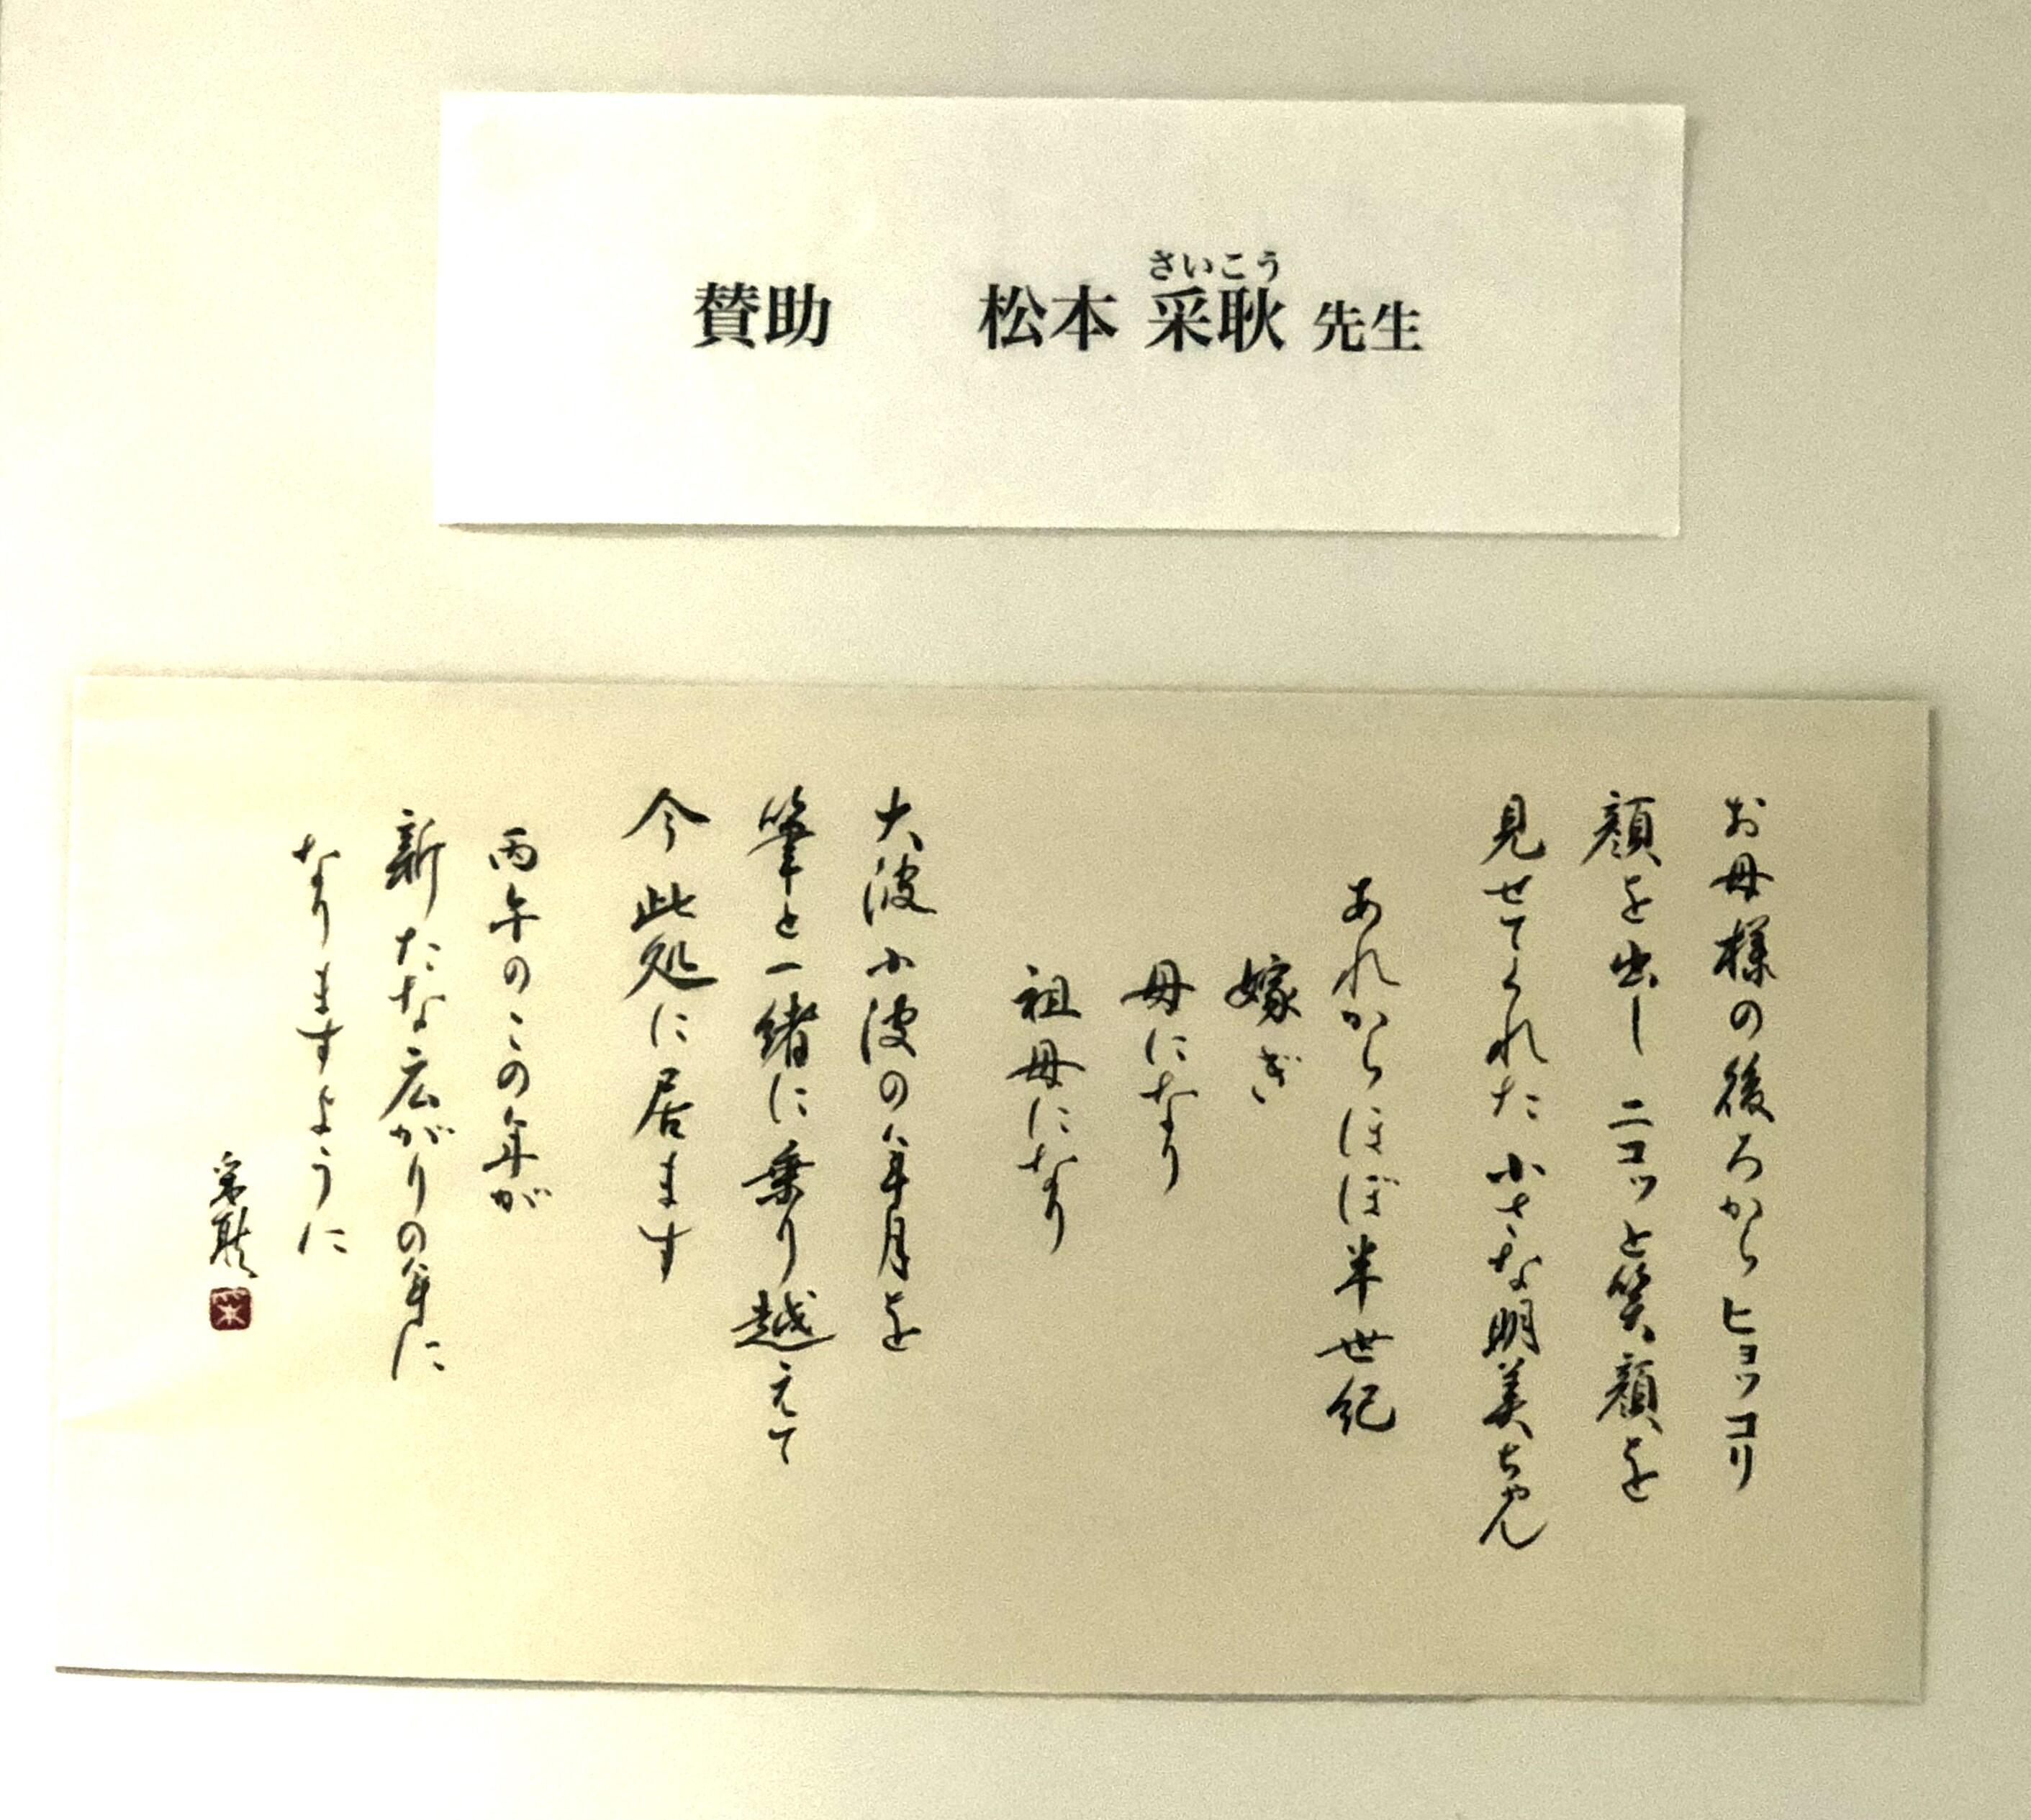 さいこう
賛助 松本 采耿 先生
お母様の後ろからヒョッコリ
顔を出し ニコッと笑顔を
見せてくれた 小さな明美ちゃん
あれから ほぼ半世紀
嫁ぎ
母になり
祖母になり
大波小波の年月を
筆と一緒に乗り越えて
今 此処に居ます
丙午のこの年が
新たな広がりの年に
なりますように
采耿